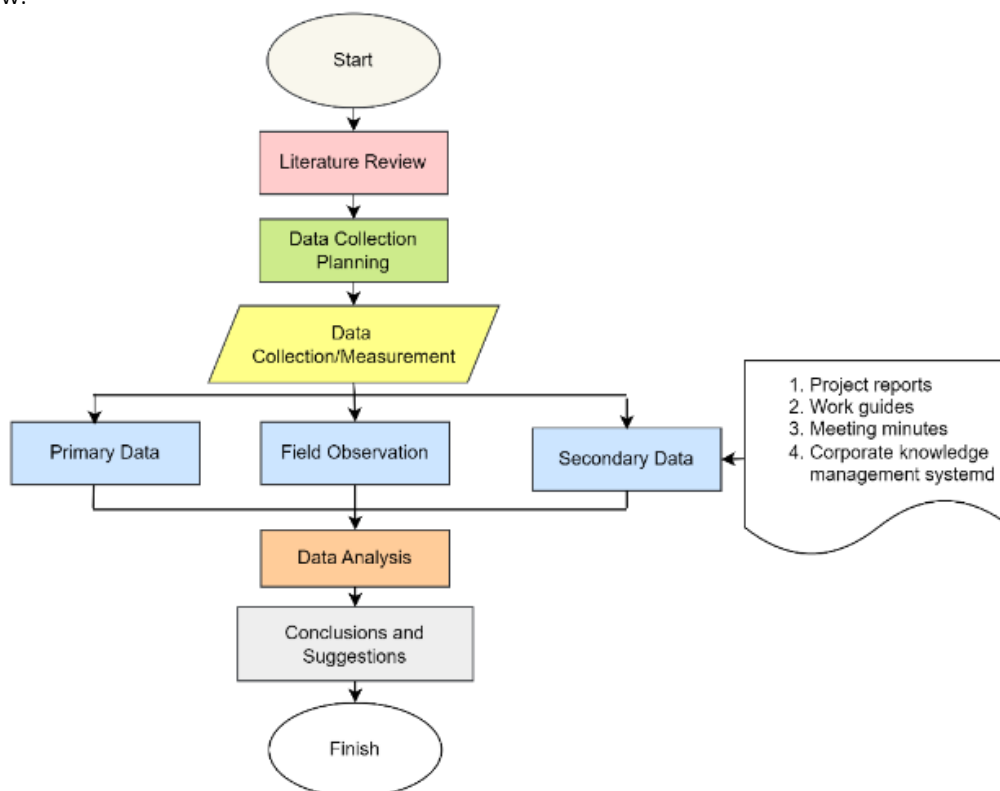 w.
Start
Literature Review
Data Collection
Planning
Data
Collection/Measurement
Primary Data
Field Observation
Secondary Data
1. Project reports
2. Work guides
3. Meeting minutes
4. Corporate knowledge
management systemd
Data Analysis
Conclusions and
Suggestions
Finish